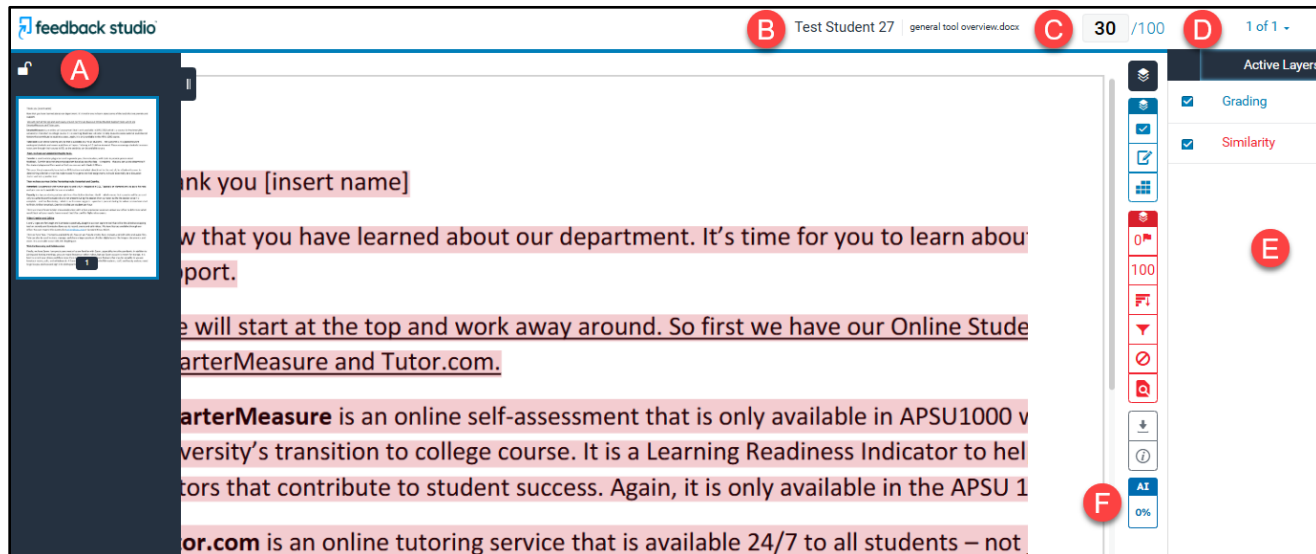 feedback studio
B Test Student 27 general tool overview.docx C 30 /100 D 1 of 1
A
Active Layers
Grading
Similarity
ank you [insert name]
w that you have learned about our department. It's time for you to learn about
port.
e will start at the top and work away around. So first we have our Online Stude
arterMeasure and Tutor.com.
arterMeasure is an online self-assessment that is only available in APSU1000 w
versity's transition to college course. It is a Learning Readiness Indicator to hel
tors that contribute to student success. Again, it is only available in the APSU 1
or.com is an online tutoring service that is available 24/7 to all students – not
1
0
100
E
F
AI
0%